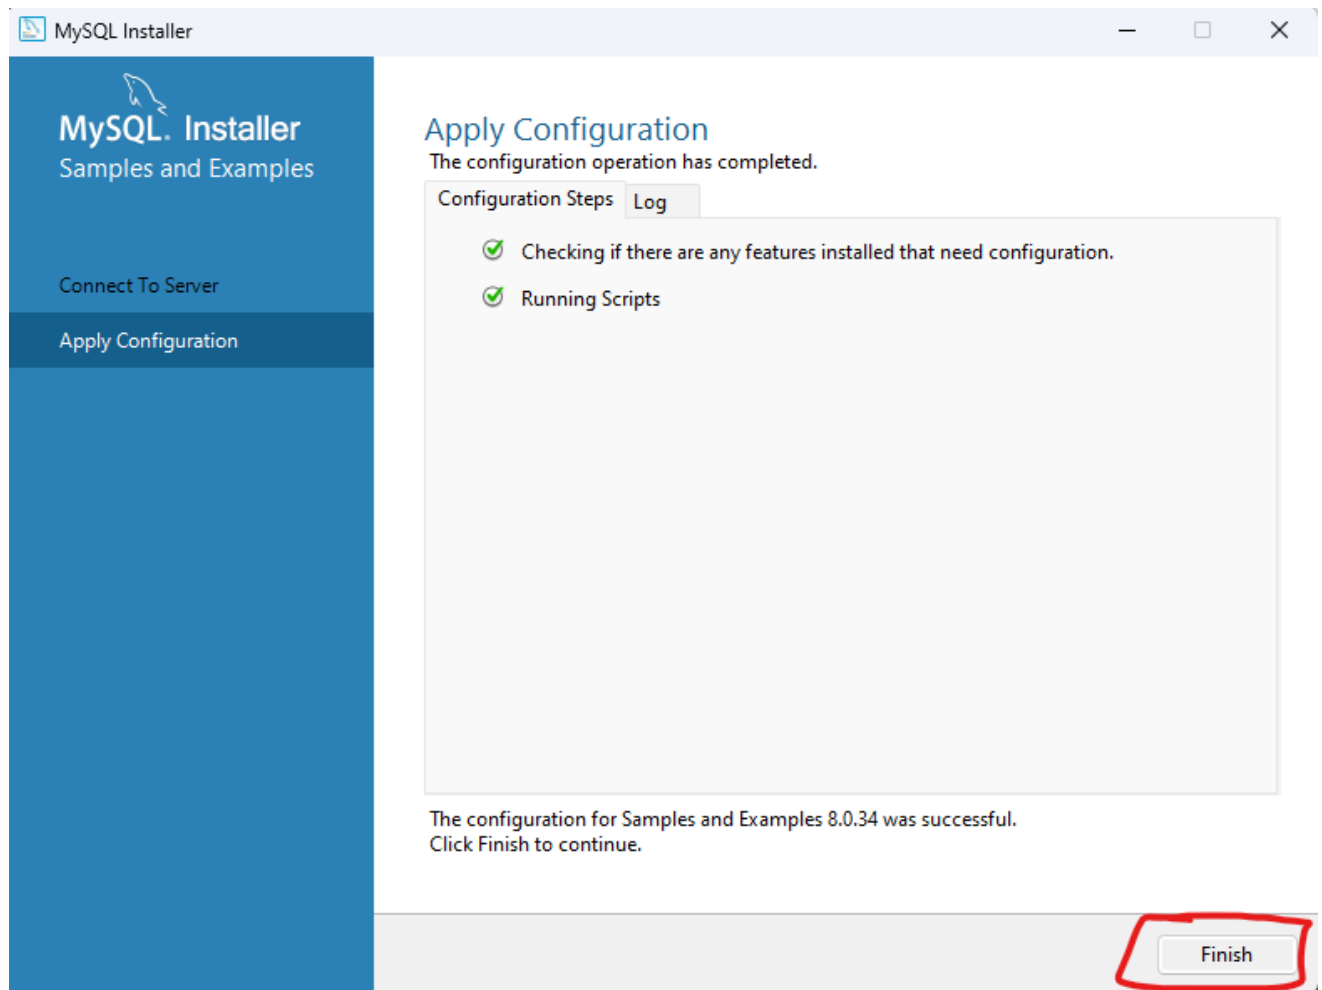 MySQL Installer
MySQL. Installer
Samples and Examples
Connect To Server
Apply Configuration
Apply Configuration
The configuration operation has completed.
Configuration Steps
Log
Checking if there are any features installed that need configuration.
Running Scripts
The configuration for Samples and Examples 8.0.34 was successful.
Click Finish to continue.
Finish